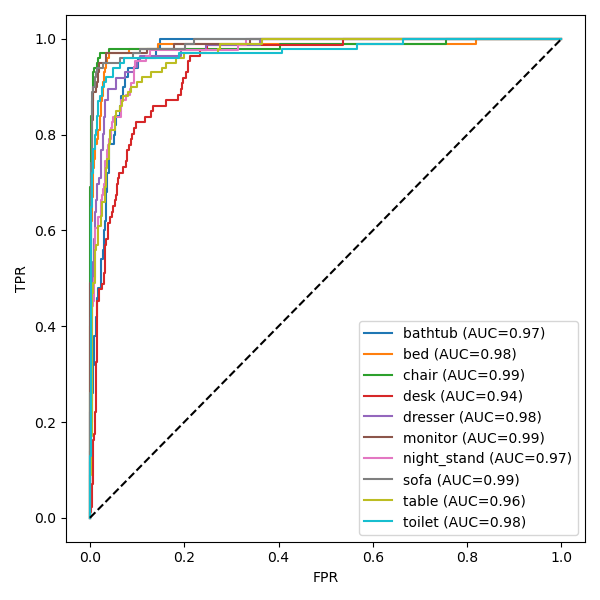 1.0
0.8
0.6
0.4
0.2
0.0
TPR
0.0
0.2
0.4
0.6
0.8
1.0
FPR
bathtub (AUC=0.97)
bed (AUC=0.98)
chair (AUC=0.99)
desk (AUC=0.94)
dresser (AUC=0.98)
monitor (AUC=0.99)
night_stand (AUC=0.97)
sofa (AUC=0.99)
table (AUC=0.96)
toilet (AUC=0.98)